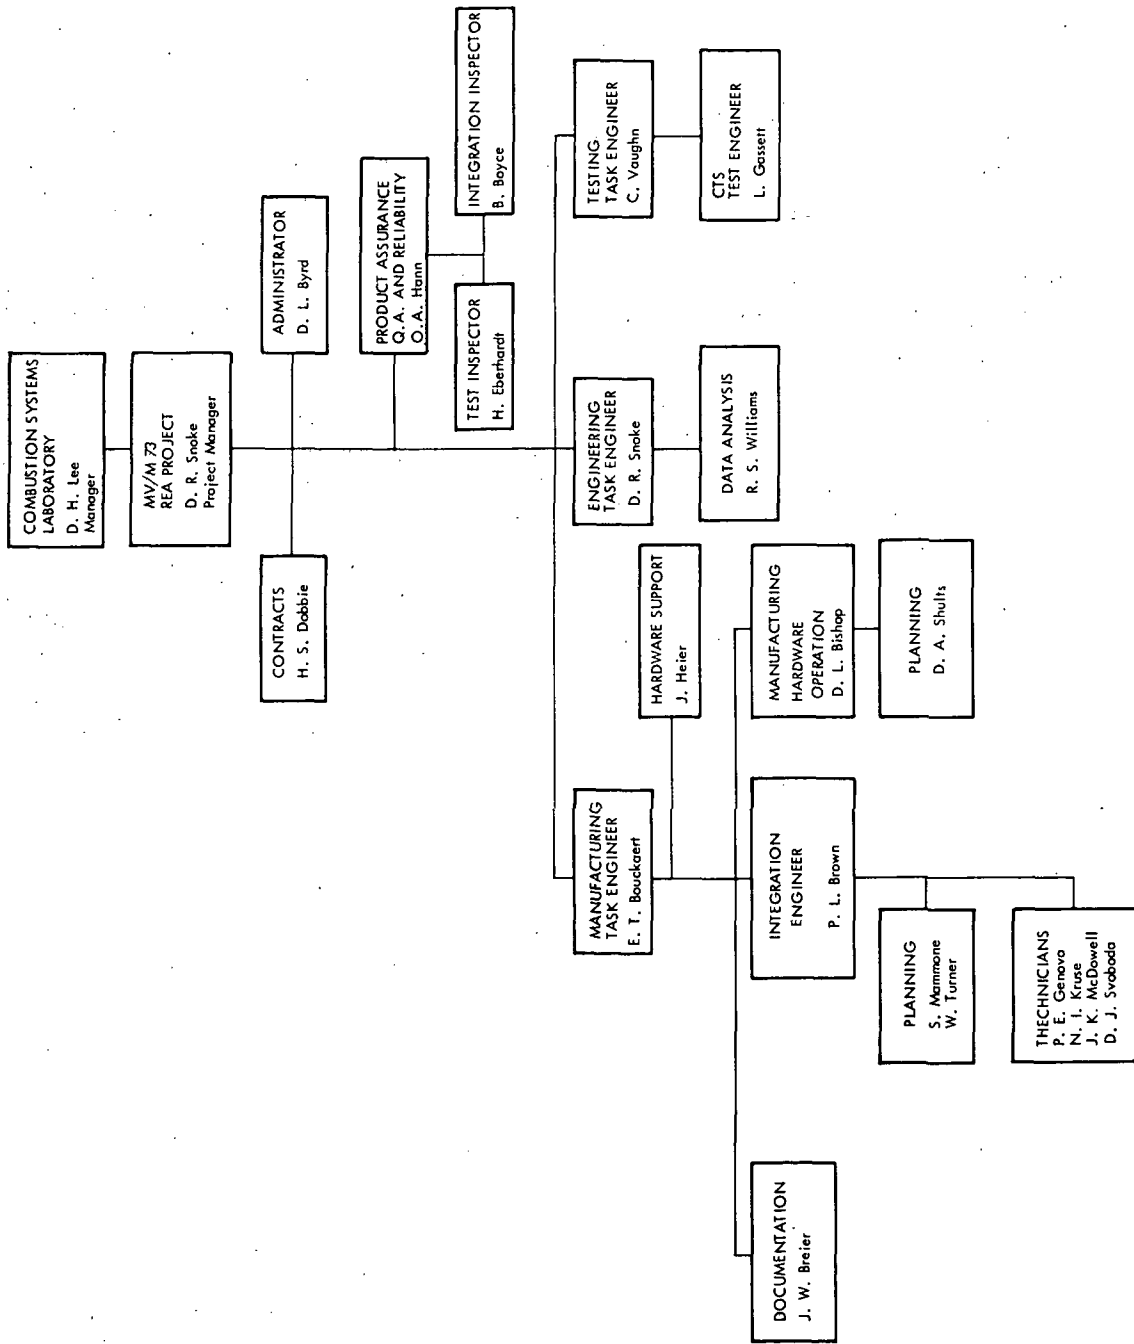 COMBUSTION SYSTEMS
LABORATORY
D. H. Lee
Manager
MV/M 73
REA PROJECT
D. R. Snoke
Project Manager
CONTRACTS
H. S. Dobbie
ADMINISTRATOR
D. L. Byrd
PRODUCT ASSURANCE
Q.A. AND RELIABILITY
O. A. Hann
TEST INSPECTOR
H. Eberhardt
INTEGRATION INSPECTOR
B. Boyce
MANUFACTURING
TASK ENGINEER
E. T. Bouckaert
ENGINEERING
TASK ENGINEER
D. R. Snoke
TESTING
TASK ENGINEER
C. Vaughn
HARDWARE SUPPORT
J. Heier
DATA ANALYSIS
R. S. Williams
CTS
TEST ENGINEER
L. Gassett
DOCUMENTATION
J. W. Breier
INTEGRATION
ENGINEER
P. L. Brown
MANUFACTURING
HARDWARE
OPERATION
D. L. Bishop
PLANNING
S. Mammone
W. Turner
PLANNING
D. A. Shults
THECHNICIANS
P. E. Genova
N. I. Kruse
J. K. McDowell
D. J. Svoboda